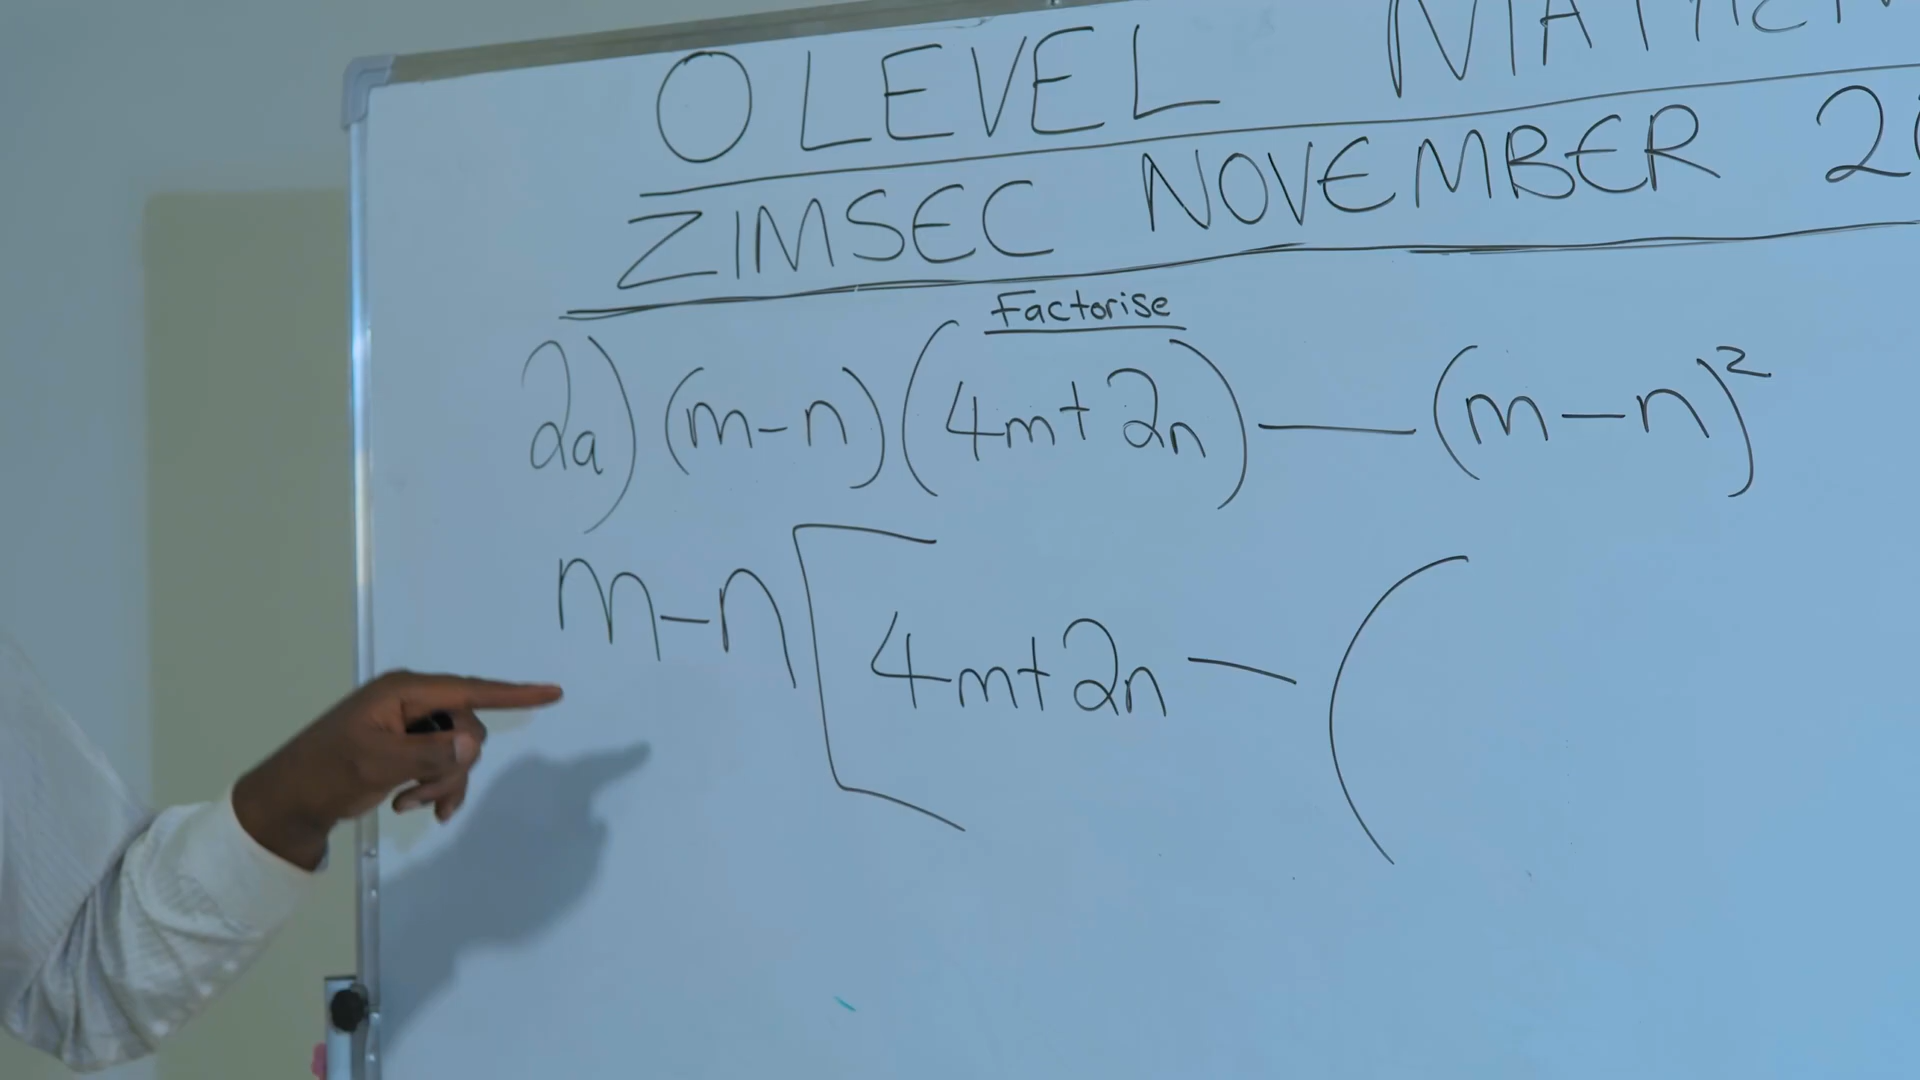 O LEVEL
ZIMSEC NOVEMBER
Factorise
2a) (m-n)(4m+2n) — (m-n)²
m-n[4m+2n - (